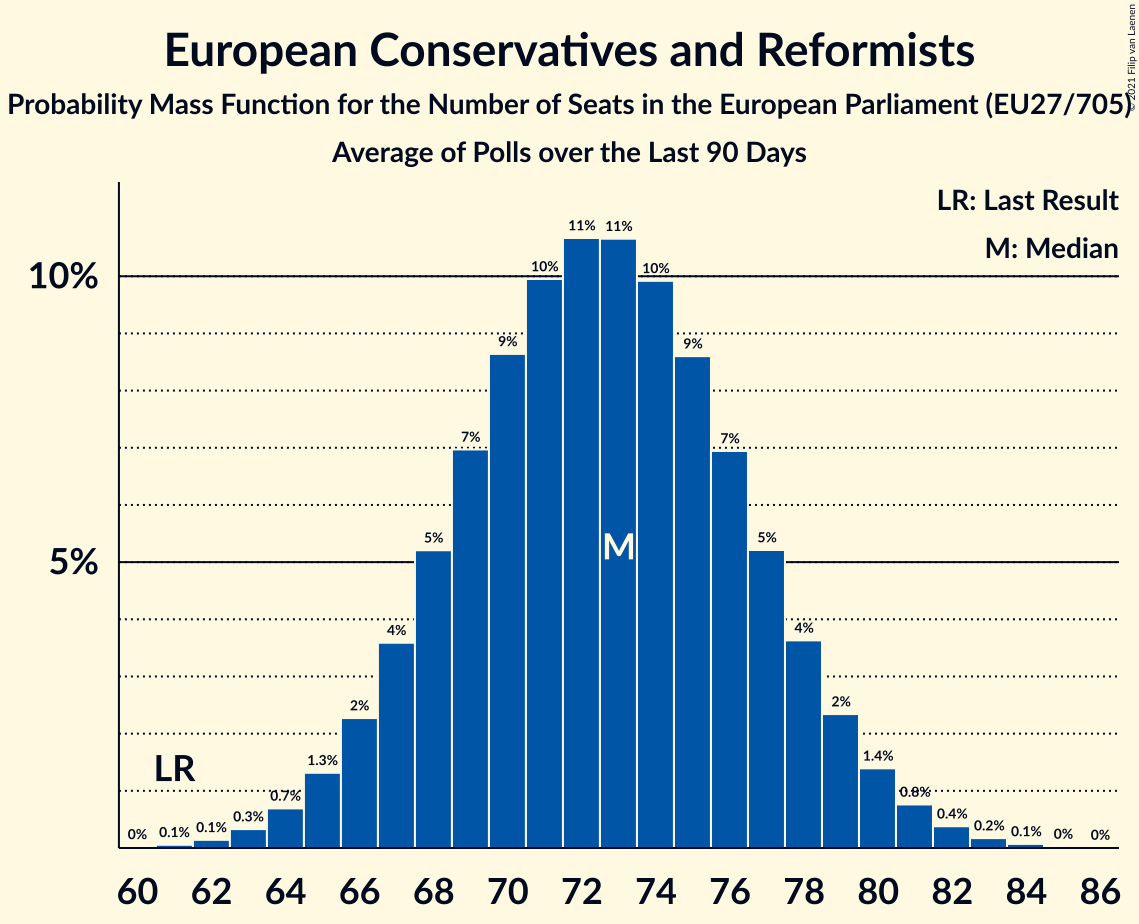 European Conservatives and Reformists
Probability Mass Function for the Number of Seats in the European Parliament (EU27/705)
Average of Polls over the Last 90 Days
© 2021 Filip van Laenen
LR: Last Result
M: Median
10%
5%
0% 0.1% 0.1% 0.3% 0.7% 1.3% 2% 4% 5% 7% 9% 10% 11% 11% 10% 9% 7% 5% 4% 2% 1.4% 0.8% 0.4% 0.2% 0.1% 0% 0%
LR
M
60 62 64 66 68 70 72 74 76 78 80 82 84 86